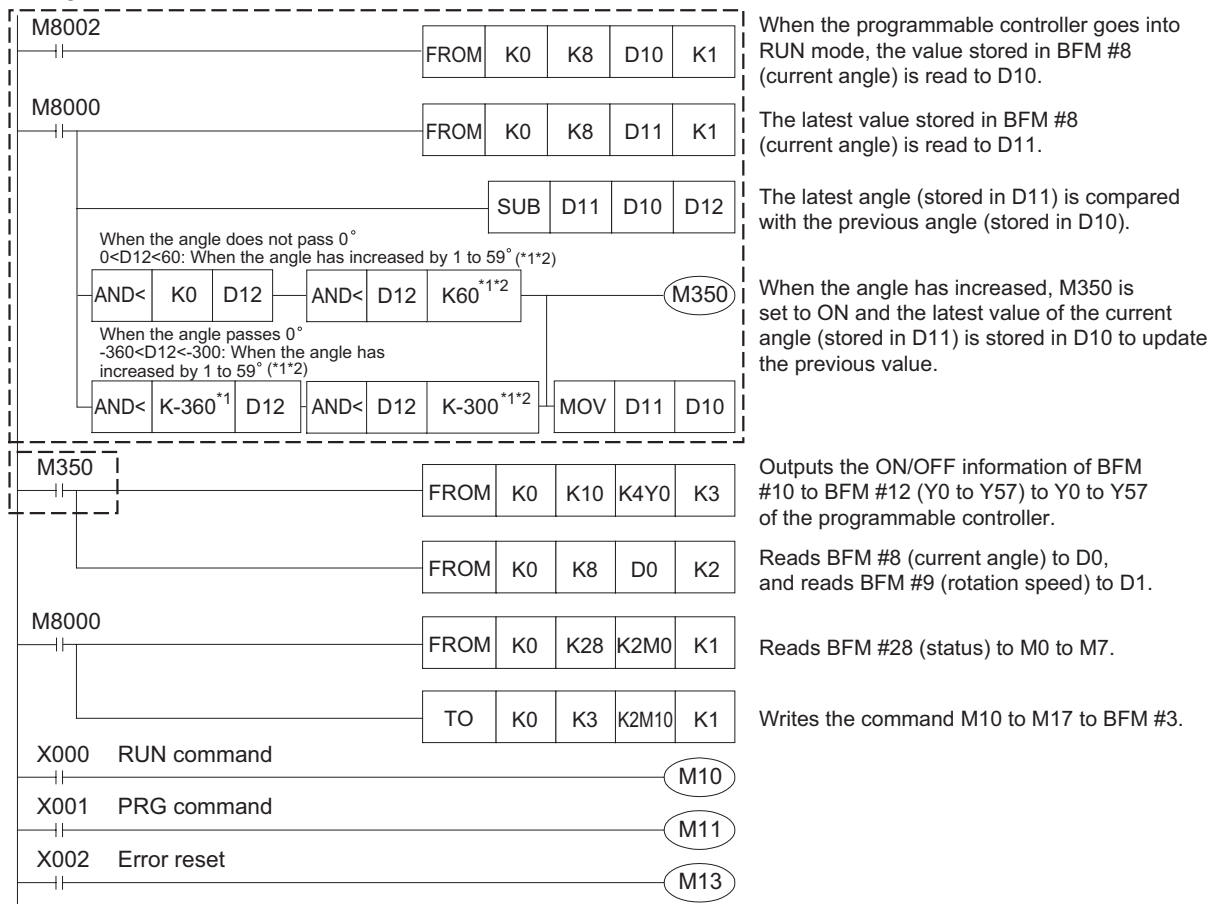 M8002
FROM K0 K8 D10 K1
When the programmable controller goes into
RUN mode, the value stored in BFM #8
(current angle) is read to D10.
M8000
FROM K0 K8 D11 K1
The latest value stored in BFM #8
(current angle) is read to D11.
SUB D11 D10 D12
The latest angle (stored in D11) is compared
with the previous angle (stored in D10).
When the angle does not pass 0°
0<D12<60: When the angle has increased by 1 to 59° (*1*2)
AND< K0 D12 AND< D12 K60*1*2 M350
When the angle has increased, M350 is
set to ON and the latest value of the current
angle (stored in D11) is stored in D10 to update
the previous value.
When the angle passes 0°
-360<D12<-300: When the angle has
increased by 1 to 59° (*1*2)
AND< K-360*1 D12 AND< D12 K-300*1*2 MOV D11 D10
M350
FROM K0 K10 K4Y0 K3
Outputs the ON/OFF information of BFM
#10 to BFM #12 (Y0 to Y57) to Y0 to Y57
of the programmable controller.
FROM K0 K8 D0 K2
Reads BFM #8 (current angle) to D0,
and reads BFM #9 (rotation speed) to D1.
M8000
FROM K0 K28 K2M0 K1
Reads BFM #28 (status) to M0 to M7.
TO K0 K3 K2M10 K1
Writes the command M10 to M17 to BFM #3.
X000 RUN command
M10
X001 PRG command
M11
X002 Error reset
M13